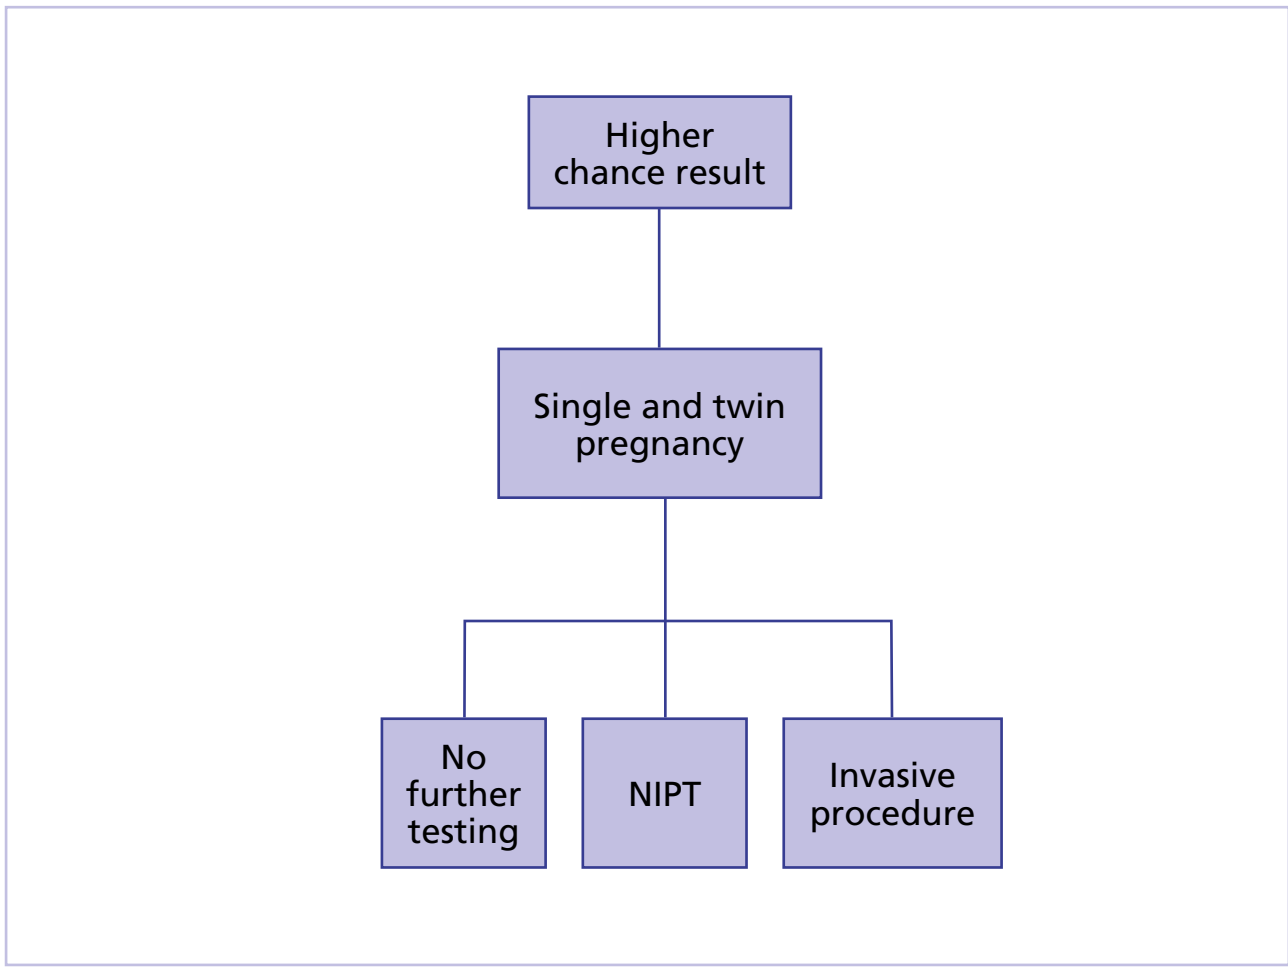 Higher
chance result
Single and twin
pregnancy
No
further
testing
NIPT
Invasive
procedure